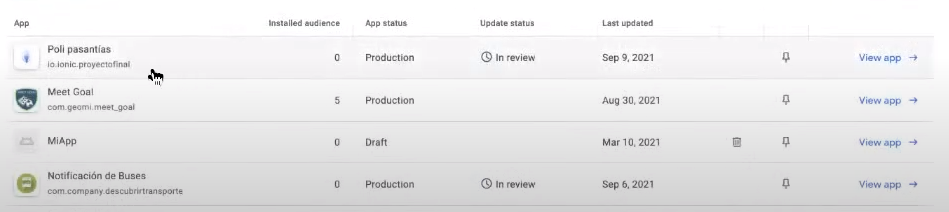 App Installed audience App status Update status Last updated
Poli pasantías
io.ionic.proyectofinal
0 Production In review Sep 9, 2021 View app →
Meet Goal
com.geomi.meet_goal
5 Production Aug 30, 2021 View app →
MiApp 0 Draft Mar 10, 2021 View app →
Notificación de Buses
com.company.descubrirtransporte
0 Production In review Sep 6, 2021 View app →